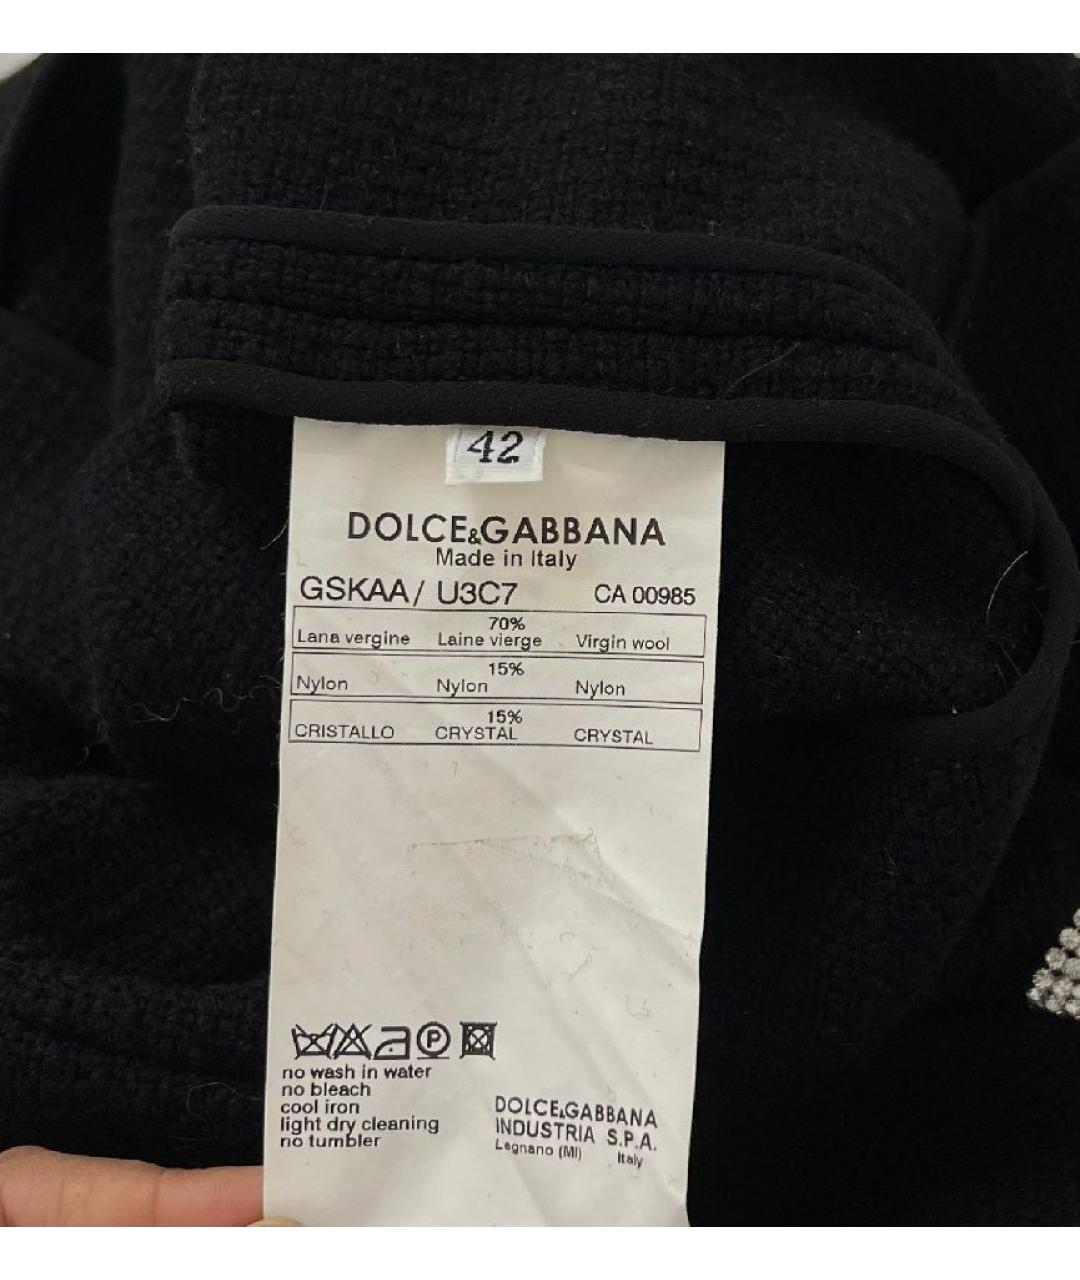 42
DOLCE&GABBANA
Made in Italy
GSKAA/ U3C7 CA 00985
70%
Lana vergine Laine vierge Virgin wool
15%
Nylon Nylon Nylon
15%
CRISTALLO CRYSTAL CRYSTAL
P
no wash in water
no bleach
cool iron
light dry cleaning
no tumbler
DOLCE&GABBANA
INDUSTRIA S.P.A.
Legnano (MI) Italy